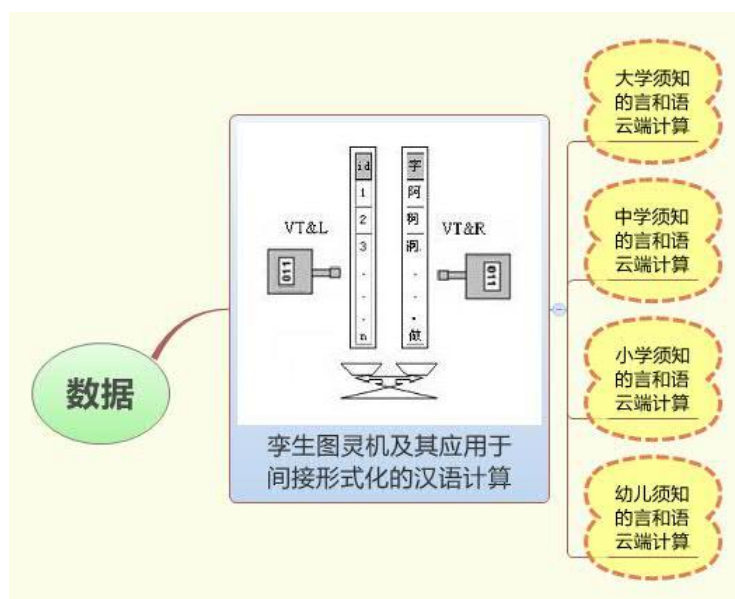 数据
VT&L
011
id
1
2
3
.
.
.
n
字
阿
.
.
.
做
VT&R
011
孪生图灵机及其应用于
间接形式化的汉语计算
大学须知
的言和语
云端计算
中学须知
的言和语
云端计算
小学须知
的言和语
云端计算
幼儿须知
的言和语
云端计算